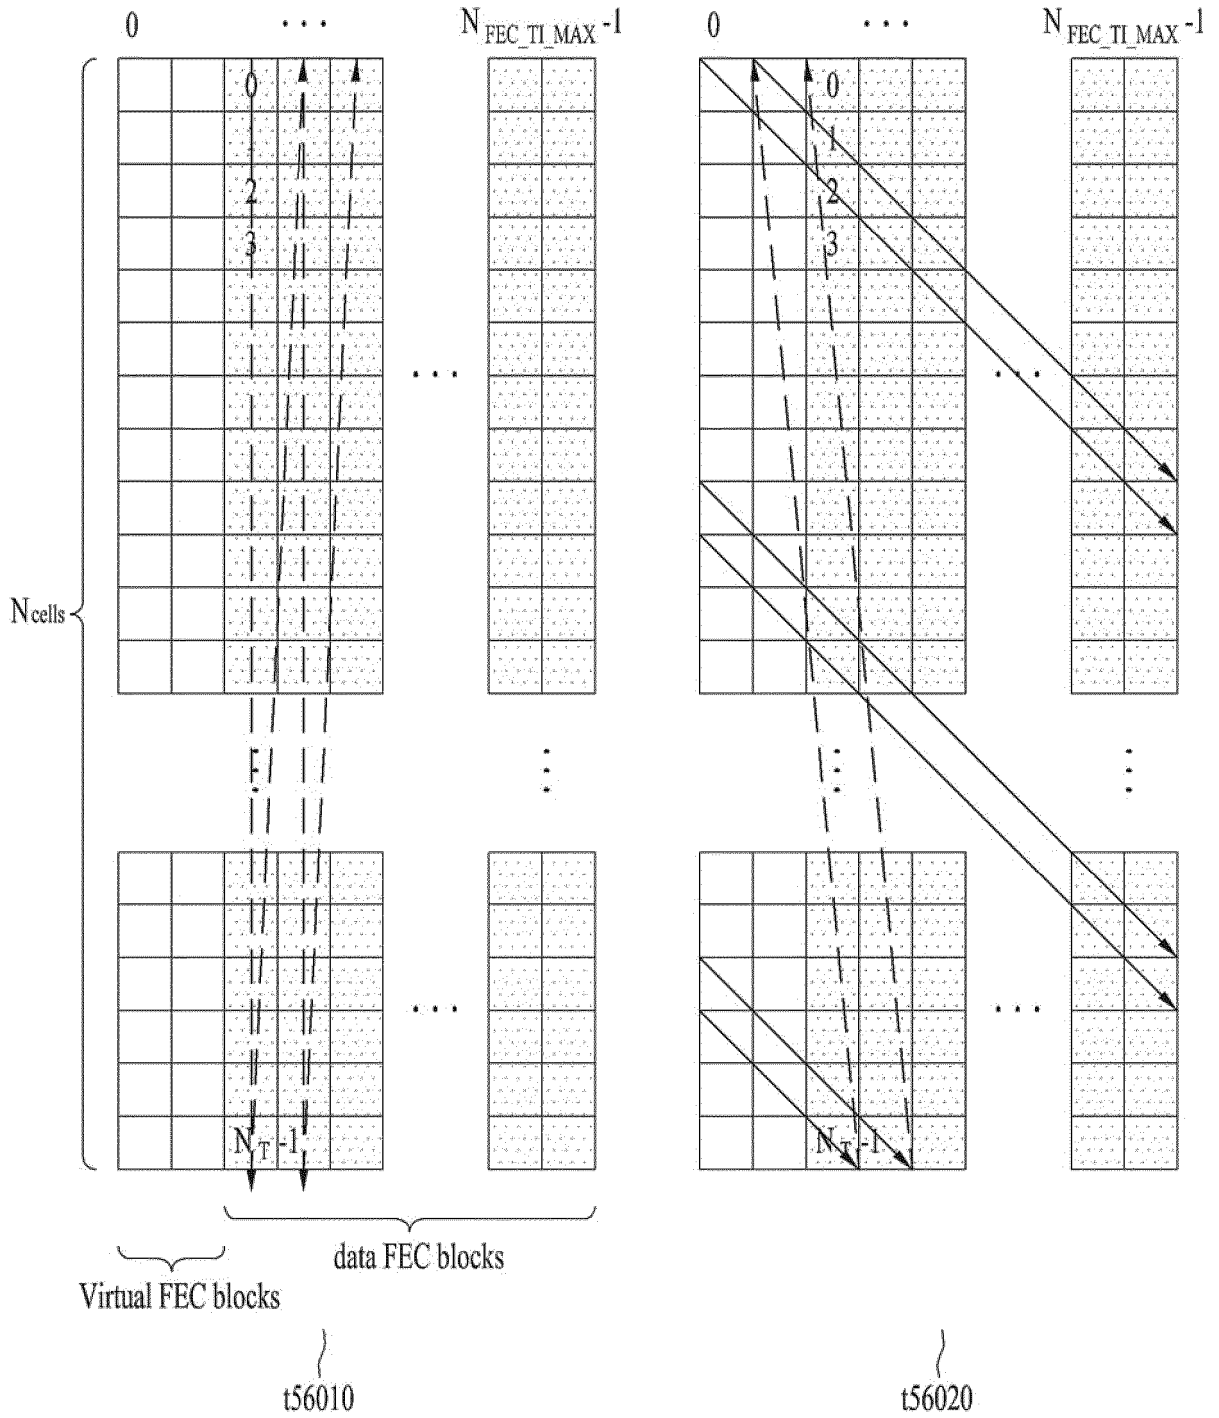 0 ... N_FEC_TI_MAX -1
0 ... N_FEC_TI_MAX -1
0
0
1
2
2
3
3
...
...
N_cells
...
...
N_T -1
N_T -1
data FEC blocks
Virtual FEC blocks
t56010
t56020